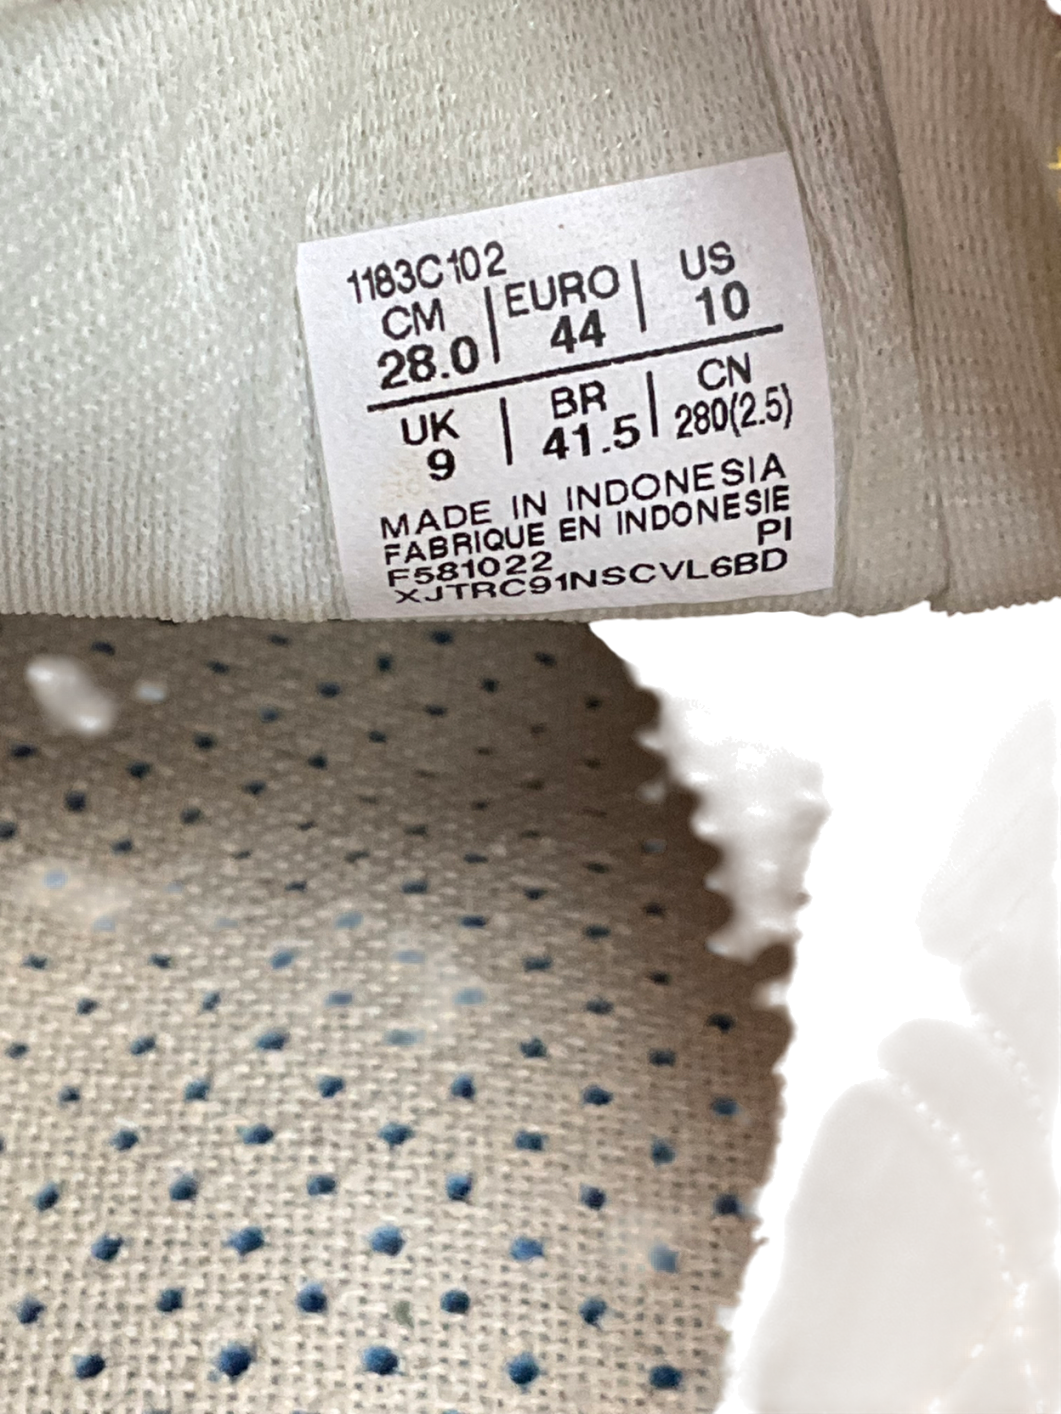 1183C102
CM | EURO | US
28.0 | 44 | 10
UK | BR | CN
9 | 41.5 | 280(2.5)
MADE IN INDONESIA
FABRIQUE EN INDONESIE
PI
F581022
XJTRC91NSCVL6BD